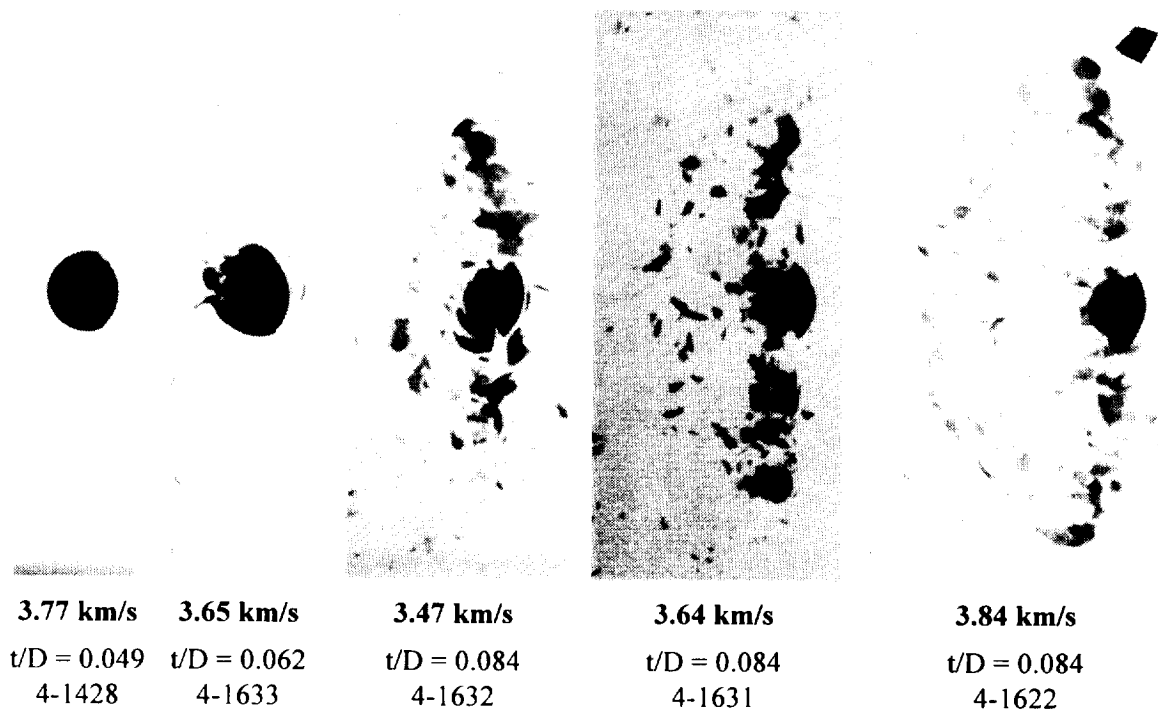 3.77 km/s 3.65 km/s 3.47 km/s 3.64 km/s 3.84 km/s
t/D = 0.049 t/D = 0.062 t/D = 0.084 t/D = 0.084 t/D = 0.084
4-1428 4-1633 4-1632 4-1631 4-1622